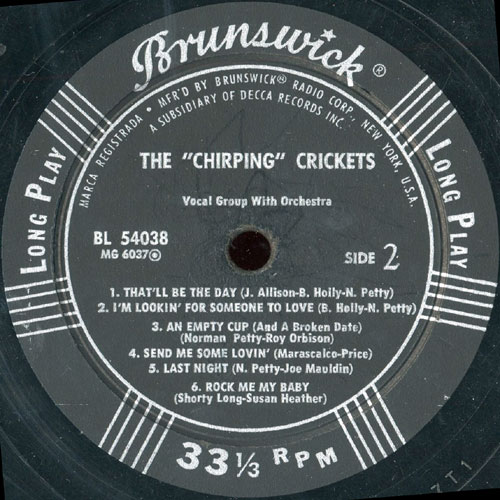 Brunswick®
• MFR'D BY BRUNSWICK® RADIO CORP., NEW YORK, U.S.A.
MARCA REGISTRADA •
A SUBSIDIARY OF DECCA RECORDS INC.
LONG PLAY
LONG PLAY
THE "CHIRPING" CRICKETS
Vocal Group With Orchestra
BL 54038
MG 6037
SIDE 2
1. THAT'LL BE THE DAY (J. Allison-B. Holly-N. Petty)
2. I'M LOOKIN' FOR SOMEONE TO LOVE (B. Holly-N. Petty)
3. AN EMPTY CUP (And A Broken Date)
(Norman Petty-Roy Orbison)
4. SEND ME SOME LOVIN' (Marascalco-Price)
5. LAST NIGHT (N. Petty-Joe Mauldin)
6. ROCK ME MY BABY
(Shorty Long-Susan Heather)
33 1/3 RPM
7T1